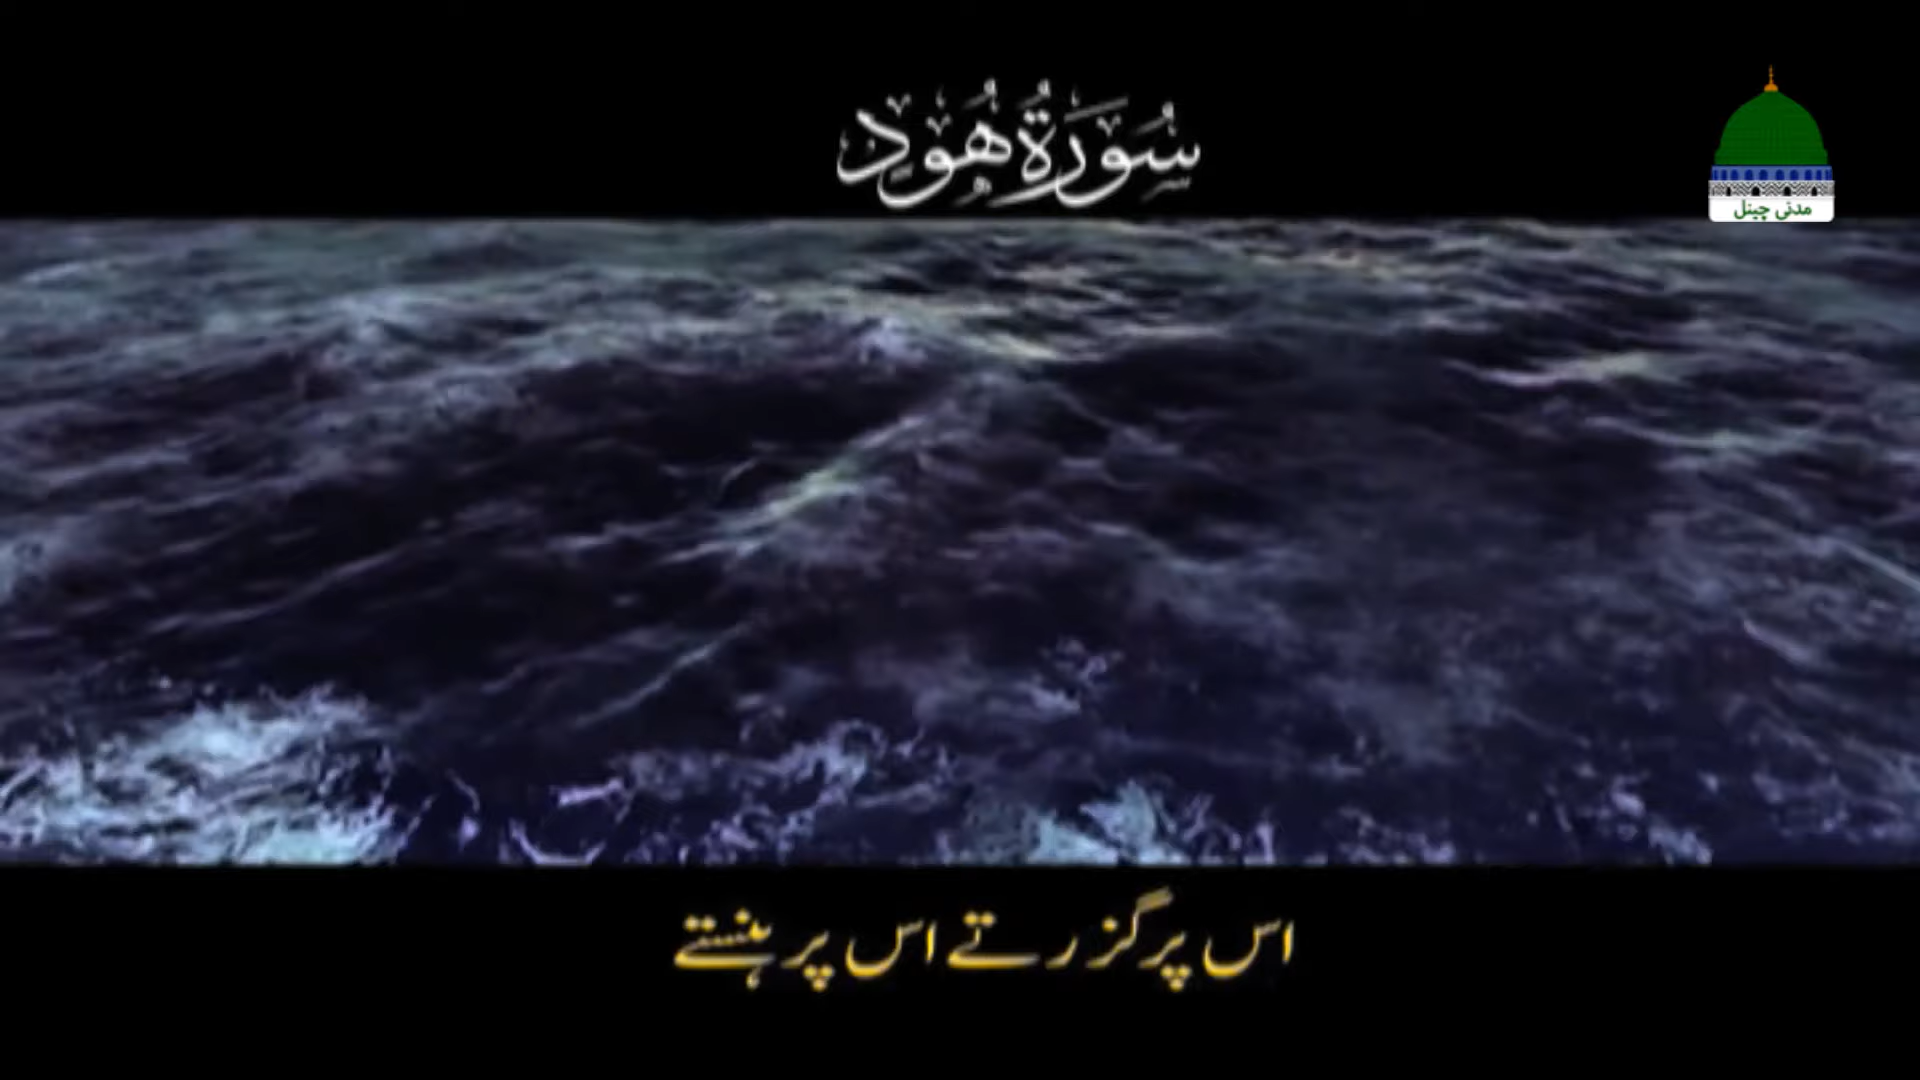 سُوْرَةُ هُوْدٍ
مدنی چینل
اس پر گزرتے اس پر ہنستے